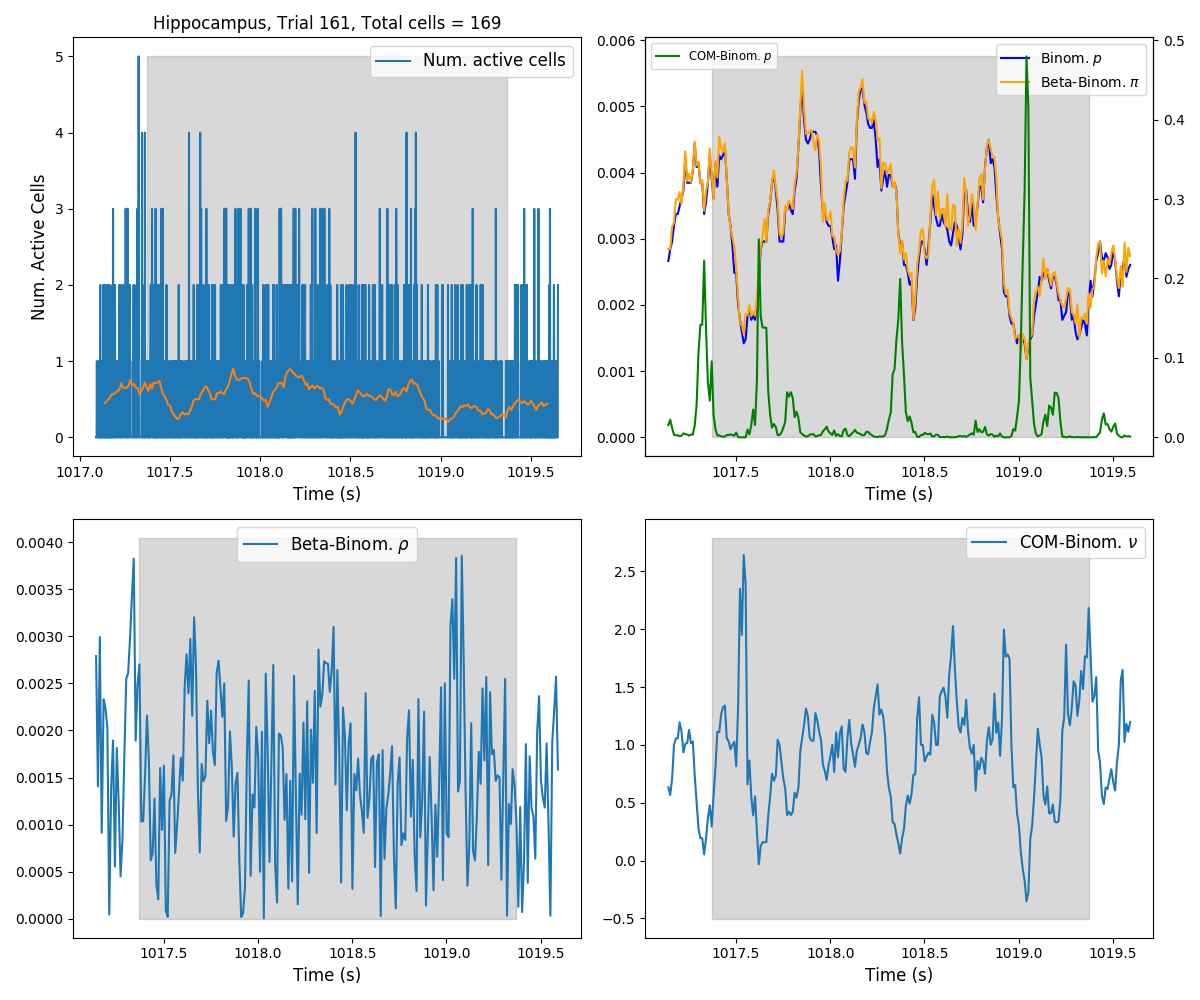 Hippocampus, Trial 161, Total cells = 169
Num. active cells
Num. Active Cells
5
4
3
2
1
0
1017.0 1017.5 1018.0 1018.5 1019.0 1019.5
Time (s)
COM-Binom. p
Binom. p
Beta-Binom. π
0.006
0.005
0.004
0.003
0.002
0.001
0.000
0.5
0.4
0.3
0.2
0.1
0.0
1017.5 1018.0 1018.5 1019.0 1019.5
Time (s)
Beta-Binom. ρ
0.0040
0.0035
0.0030
0.0025
0.0020
0.0015
0.0010
0.0005
0.0000
1017.5 1018.0 1018.5 1019.0 1019.5
Time (s)
COM-Binom. ν
2.5
2.0
1.5
1.0
0.5
0.0
−0.5
1017.5 1018.0 1018.5 1019.0 1019.5
Time (s)